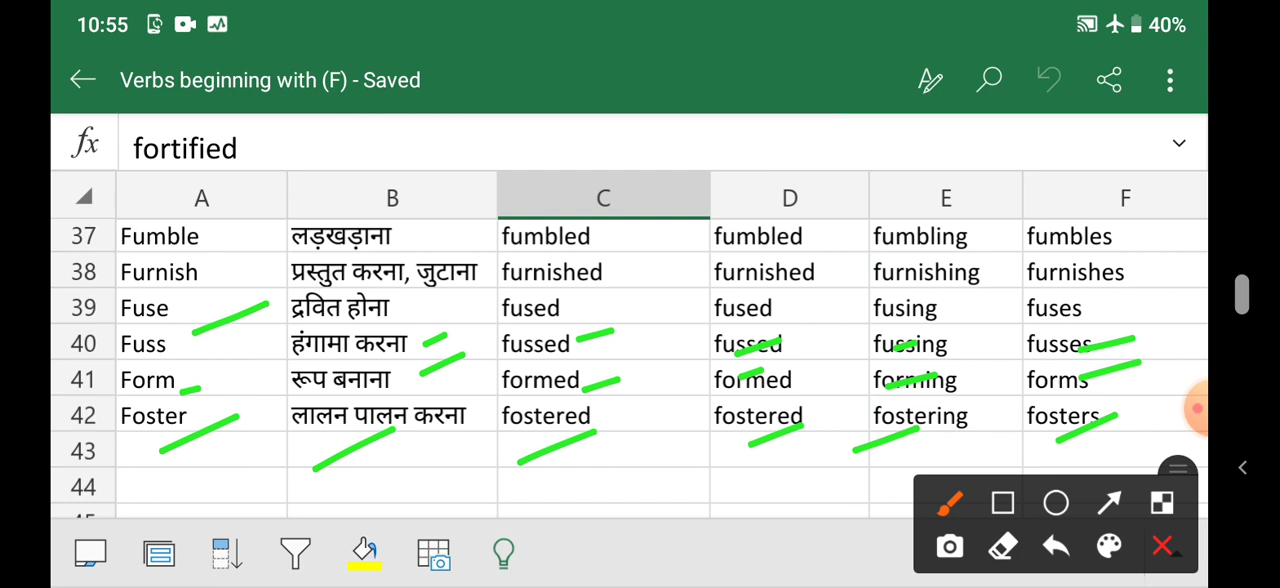 10:55 40%
Verbs beginning with (F) - Saved
fx fortified
A B C D E F
37 Fumble लड़खड़ाना fumbled fumbled fumbling fumbles
38 Furnish प्रस्तुत करना, जुटाना furnished furnished furnishing furnishes
39 Fuse द्रवित होना fused fused fusing fuses
40 Fuss हंगामा करना fussed fussed fussing fusses
41 Form रूप बनाना formed formed forming forms
42 Foster लालन पालन करना fostered fostered fostering fosters
43
44